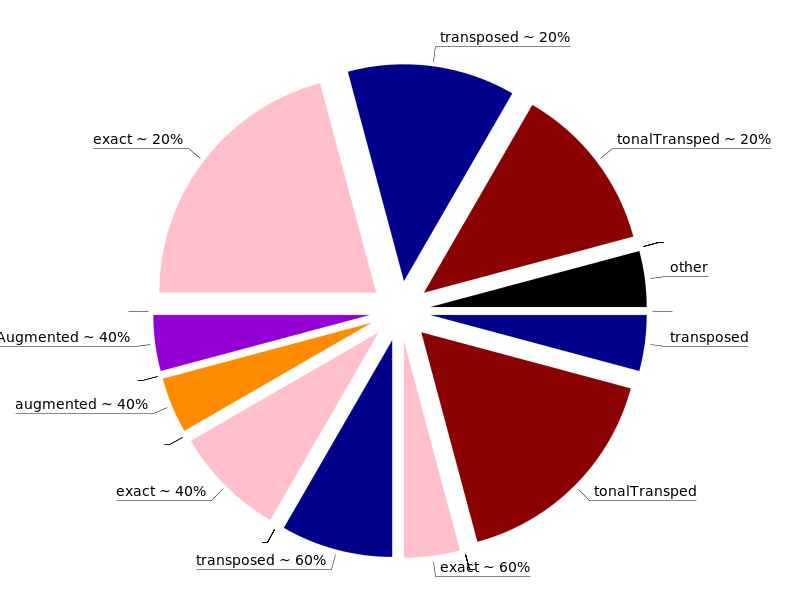 transposed ~ 20%
exact ~ 20%
tonalTransped ~ 20%
other
Augmented ~ 40%
transposed
augmented ~ 40%
exact ~ 40%
tonalTransped
transposed ~ 60%
exact ~ 60%